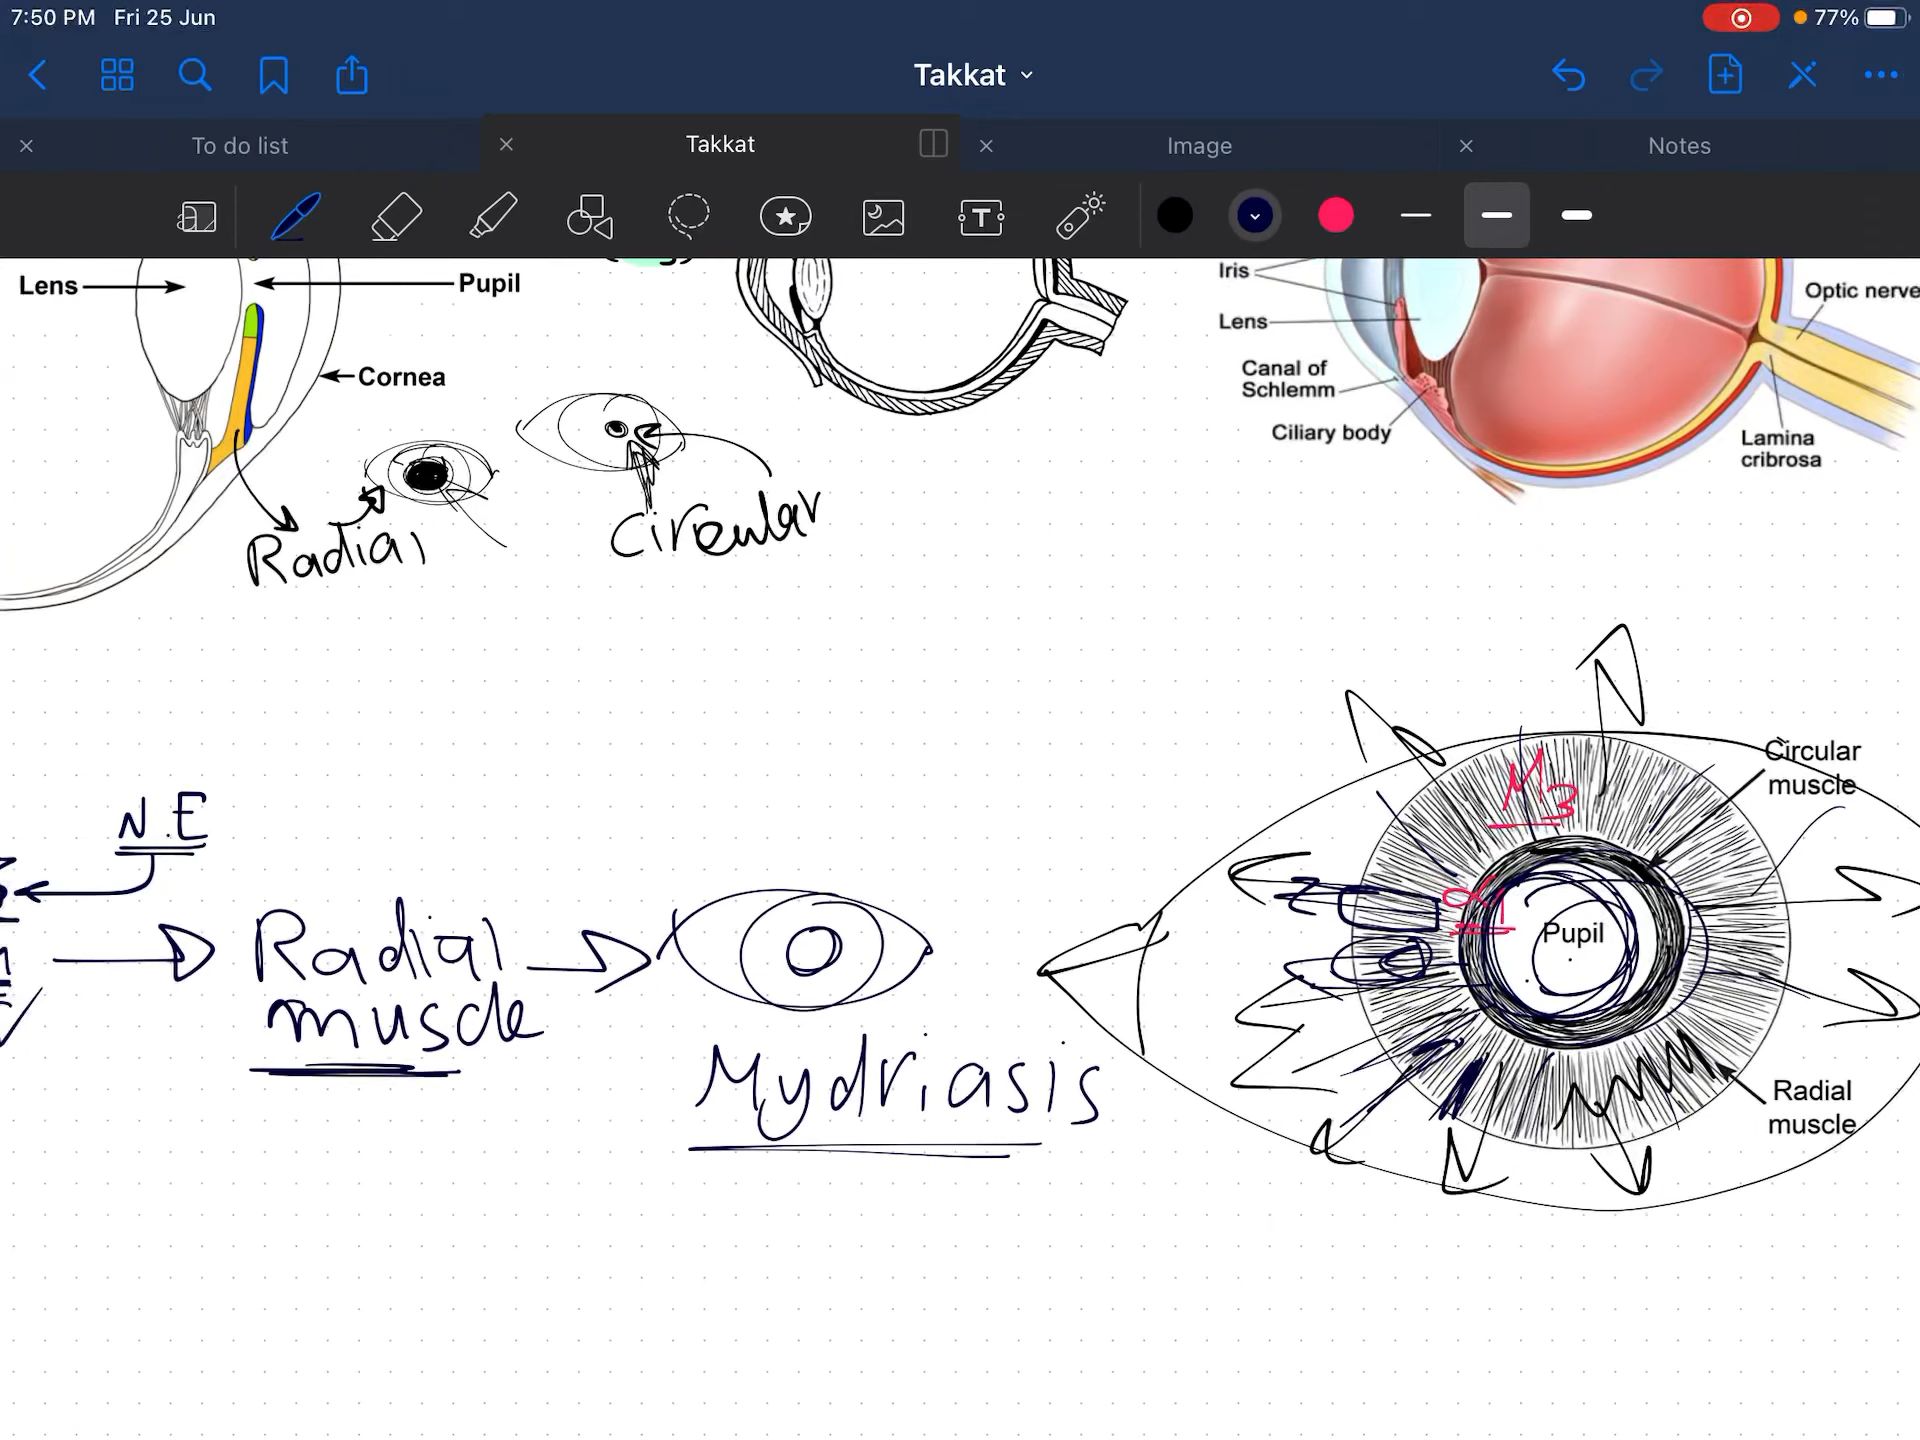 7:50 PM Fri 25 Jun
77%
Takkat
To do list
Takkat
Image
Notes
Lens
Pupil
Cornea
Radial
Circular
Iris
Lens
Canal of
Schlemm
Ciliary body
Optic nerve
Lamina
cribrosa
N.E
Radial
muscle
Mydriasis
M3
α1
Pupil
Circular
muscle
Radial
muscle